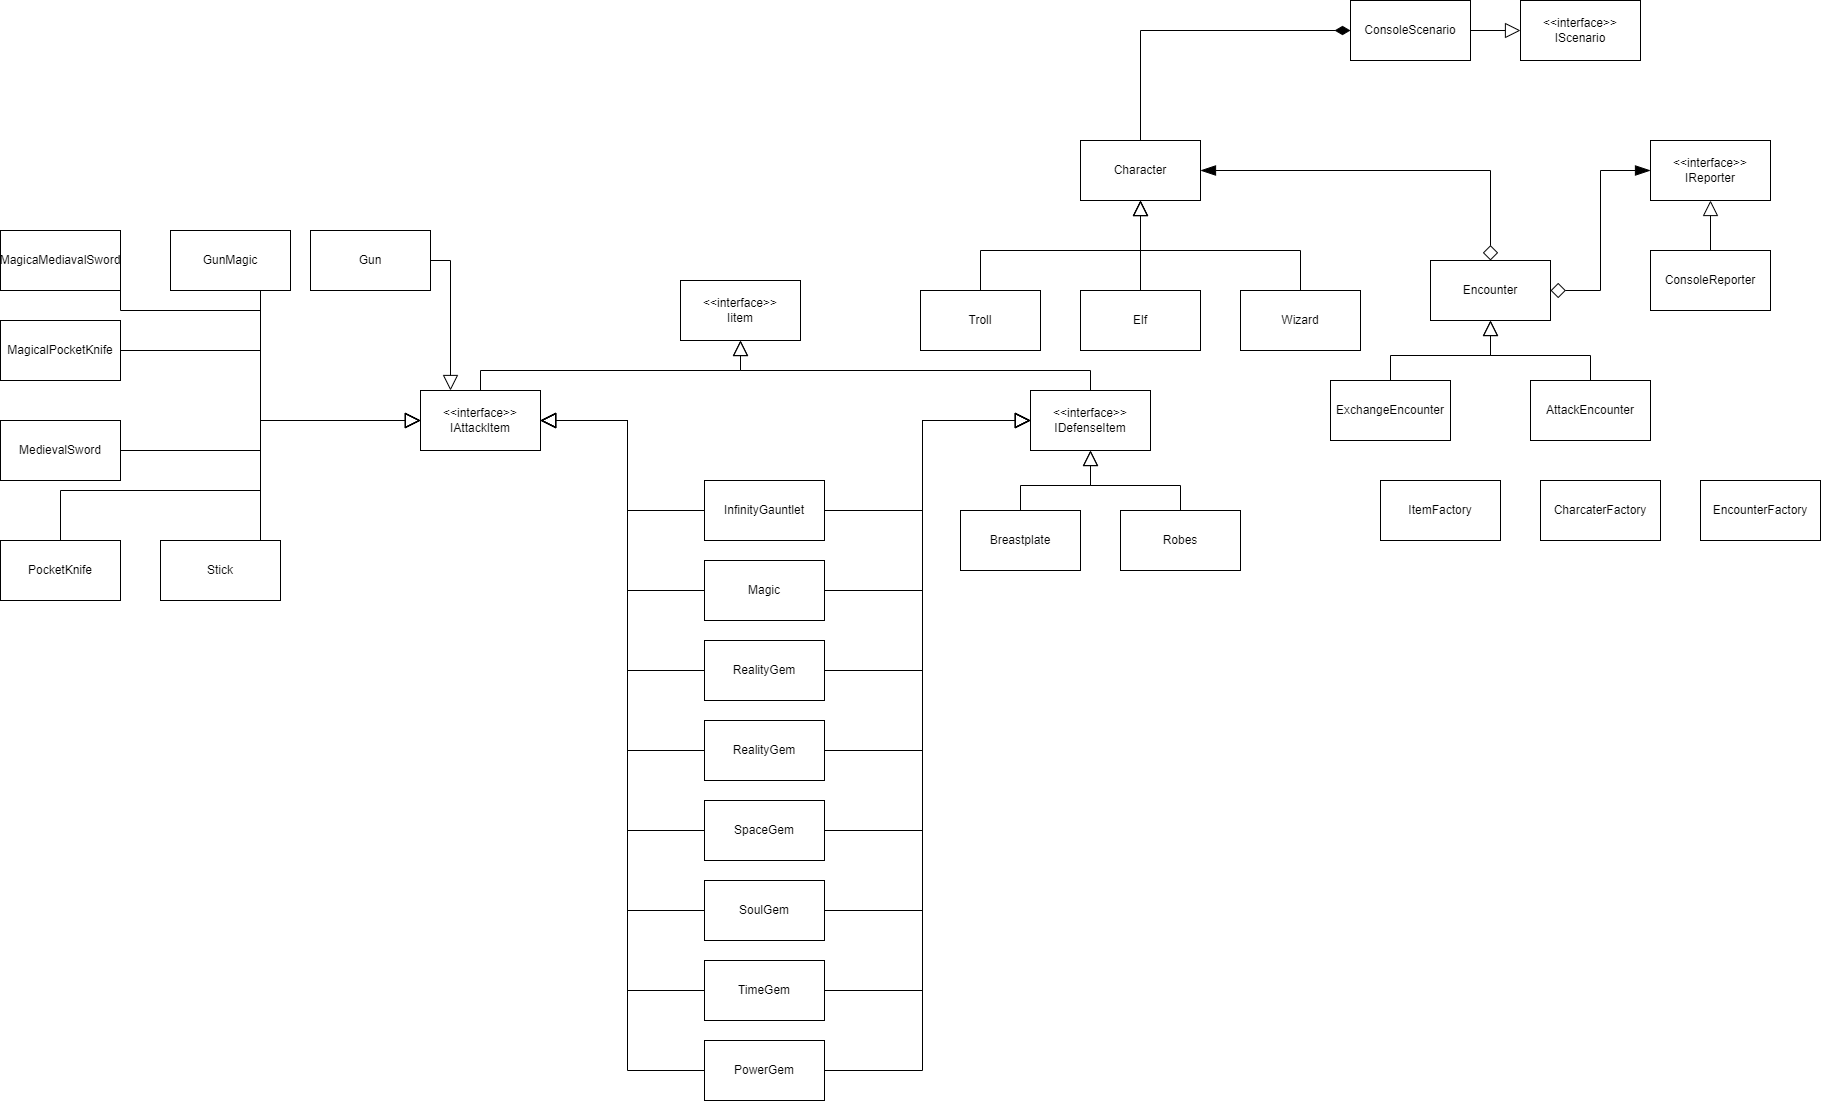 ConsoleScenario
<<interface>>
IScenario
Character
<<interface>>
IReporter
MagicaMediavalSword
GunMagic
Gun
<<interface>>
Iitem
Troll
Elf
Wizard
Encounter
ConsoleReporter
MagicalPocketKnife
MedievalSword
<<interface>>
IAttackItem
<<interface>>
IDefenseItem
ExchangeEncounter
AttackEncounter
InfinityGauntlet
Breastplate
Robes
ItemFactory
CharcaterFactory
EncounterFactory
PocketKnife
Stick
Magic
RealityGem
RealityGem
SpaceGem
SoulGem
TimeGem
PowerGem